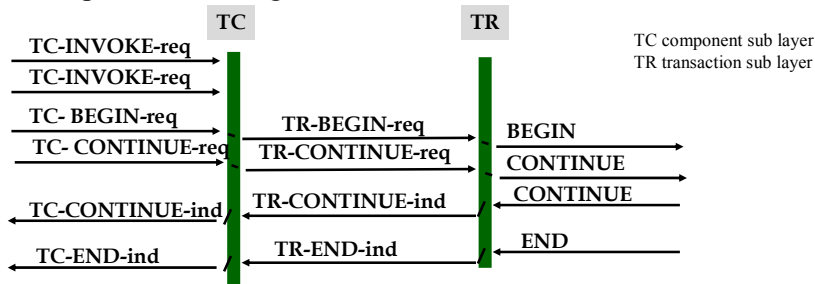 TC TR
TC component sub layer
TR transaction sub layer
TC-INVOKE-req
TC-INVOKE-req
TC- BEGIN-req TR-BEGIN-req BEGIN
TC- CONTINUE-req TR-CONTINUE-req CONTINUE
TC-CONTINUE-ind TR-CONTINUE-ind CONTINUE
TC-END-ind TR-END-ind END